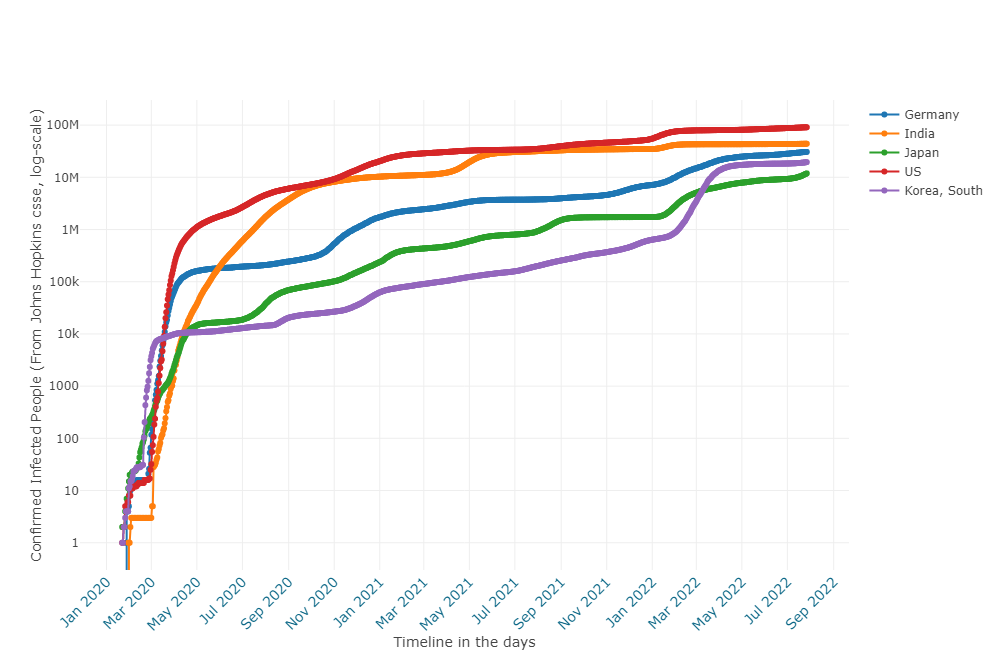 Confirmed Infected People (From Johns Hopkins csse, log-scale)
100M
10M
1M
100k
10k
1000
100
10
1
Jan 2020
Mar 2020
May 2020
Jul 2020
Sep 2020
Nov 2020
Jan 2021
Mar 2021
May 2021
Jul 2021
Sep 2021
Nov 2021
Jan 2022
Mar 2022
May 2022
Jul 2022
Sep 2022
Timeline in the days
Germany
India
Japan
US
Korea, South